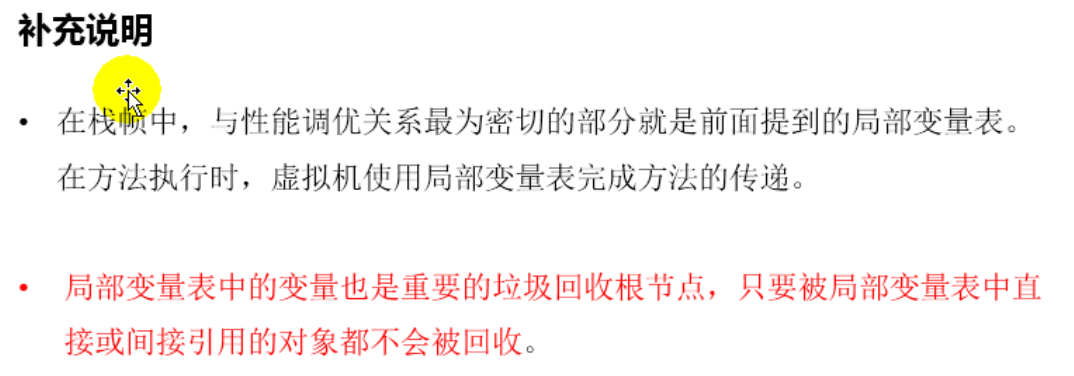 补充说明
• 在栈帧中，与性能调优关系最为密切的部分就是前面提到的局部变量表。
在方法执行时，虚拟机使用局部变量表完成方法的传递。
• 局部变量表中的变量也是重要的垃圾回收根节点，只要被局部变量表中直
接或间接引用的对象都不会被回收。